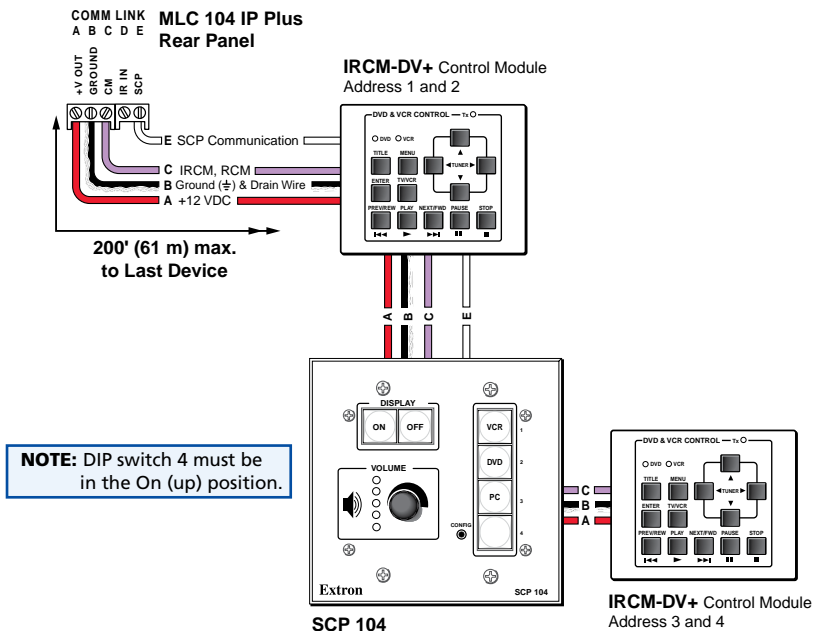 COMM LINK
A B C D E
MLC 104 IP Plus
Rear Panel
+V OUT
GROUND
CM
IR IN
SCP
E SCP Communication
C IRCM, RCM
B Ground (⏚) & Drain Wire
A +12 VDC
200' (61 m) max.
to Last Device
IRCM-DV+ Control Module
Address 1 and 2
DVD & VCR CONTROL Tx
DVD VCR
TITLE MENU
TUNER
ENTER TV/VCR
PREV/REW PLAY NEXT/FWD PAUSE STOP
A B C E
NOTE: DIP switch 4 must be
in the On (up) position.
DISPLAY
ON OFF
VOLUME
VCR 1
DVD 2
PC 3
4
CONFIG
Extron
SCP 104
SCP 104
C
B
A
DVD & VCR CONTROL Tx
DVD VCR
TITLE MENU
TUNER
ENTER TV/VCR
PREV/REW PLAY NEXT/FWD PAUSE STOP
IRCM-DV+ Control Module
Address 3 and 4